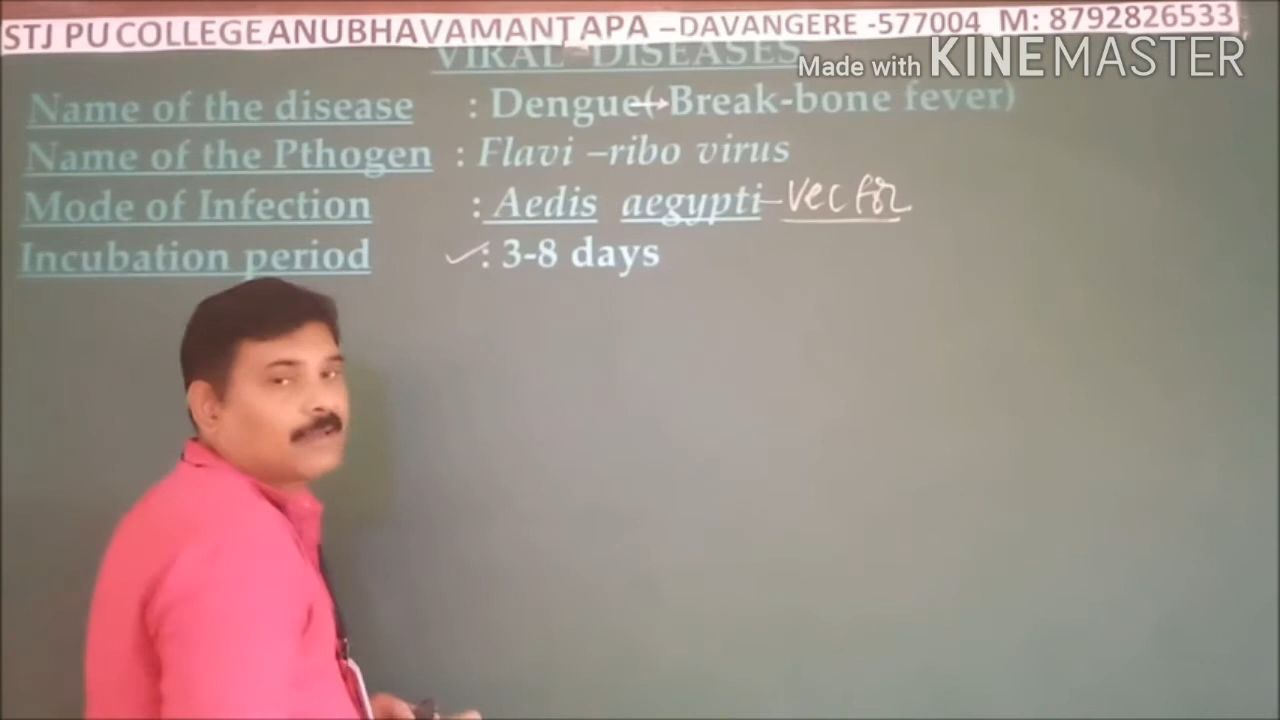 STJ PU COLLEGE ANUBHAVAMANTAPA –DAVANGERE -577004 M: 8792826533
VIRAL DISEASES
Made with KINEMASTER
Name of the disease : Dengue(→Break-bone fever)
Name of the Pthogen : Flavi –ribo virus
Mode of Infection : Aedis aegypti–vector
Incubation period ✓: 3-8 days